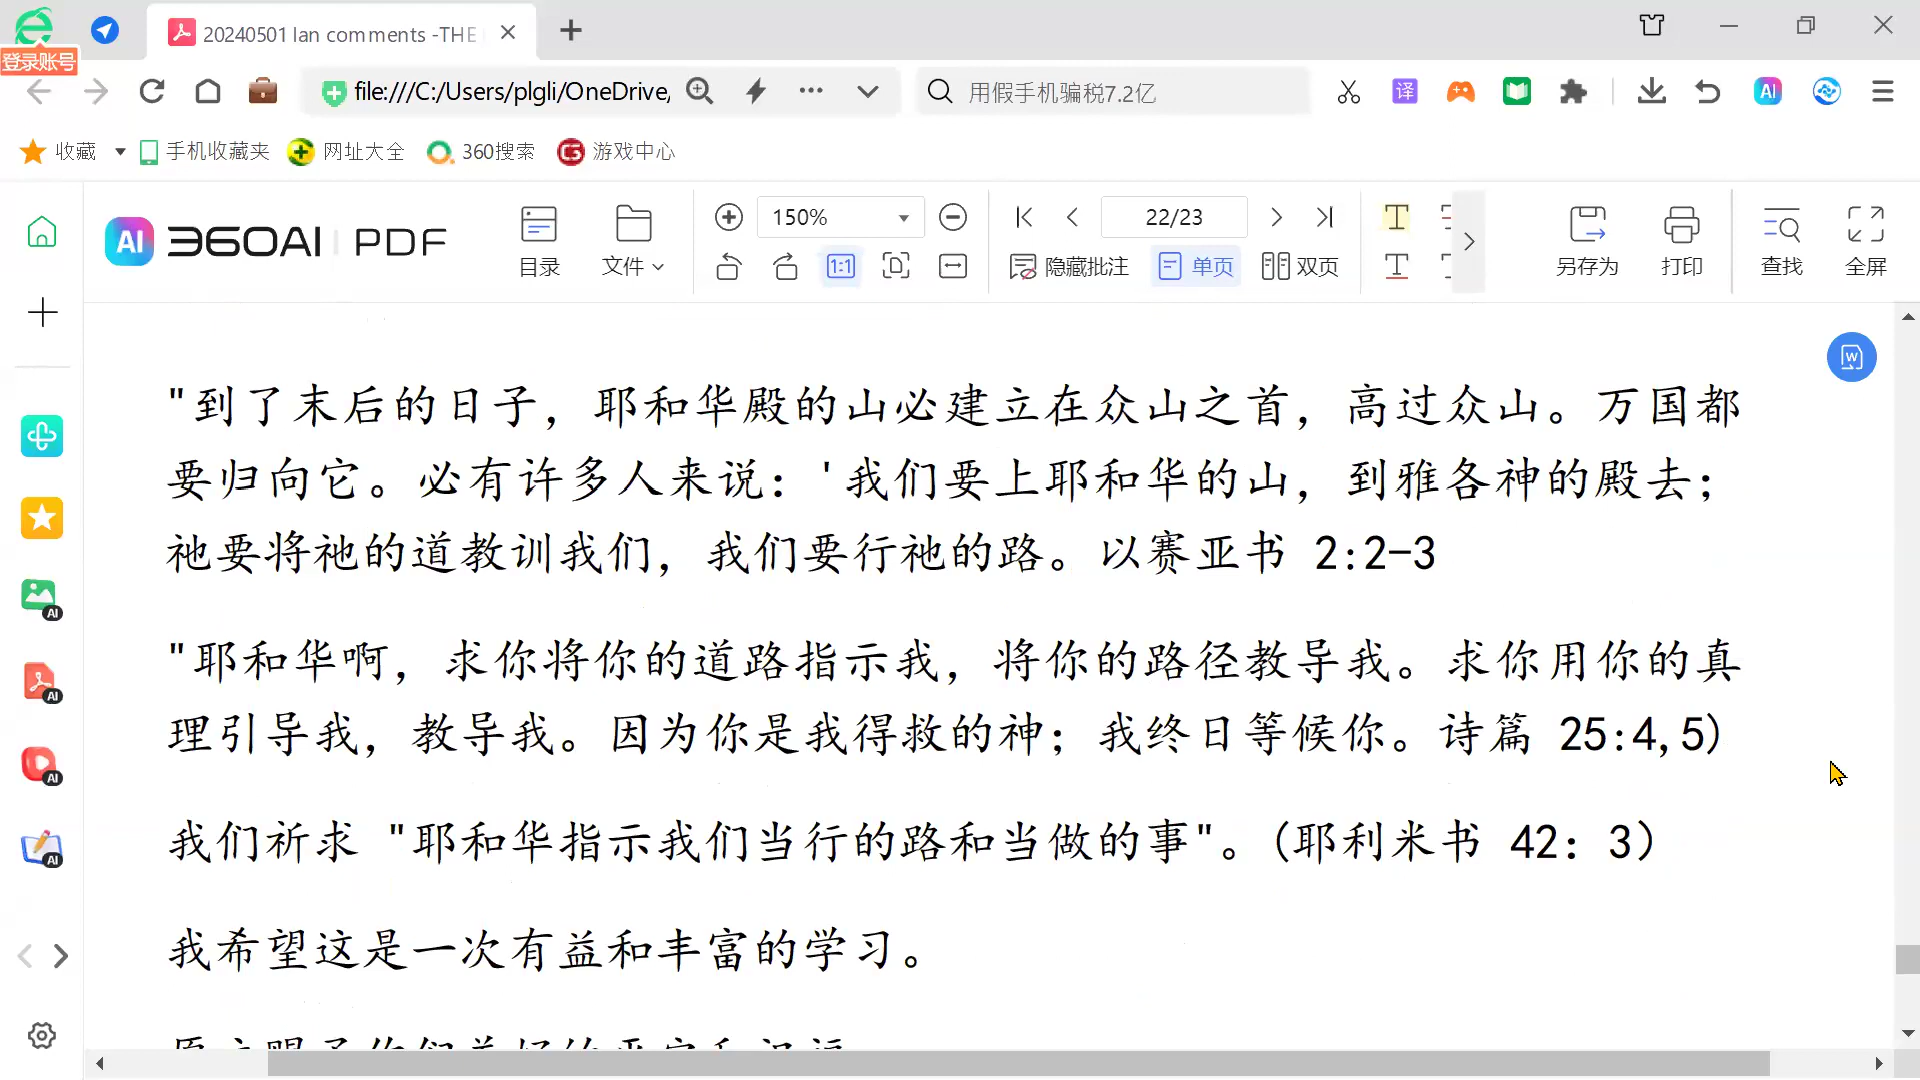 20240501 Ian comments -THE
登录账号
file:///C:/Users/plgli/OneDrive,
用假手机骗税7.2亿
译
AI
收藏
手机收藏夹
网址大全
360搜索
游戏中心
AI 360AI PDF
目录
文件
150%
1:1
22/23
隐藏批注
单页
双页
另存为
打印
查找
全屏
"到了末后的日子，耶和华殿的山必建立在众山之首，高过众山。万国都
要归向它。必有许多人来说：'我们要上耶和华的山，到雅各神的殿去；
祂要将祂的道教训我们，我们要行祂的路。以赛亚书 2:2-3
"耶和华啊，求你将你的道路指示我，将你的路径教导我。求你用你的真
理引导我，教导我。因为你是我得救的神；我终日等候你。诗篇 25:4,5）
我们祈求 "耶和华指示我们当行的路和当做的事"。（耶利米书 42：3）
我希望这是一次有益和丰富的学习。